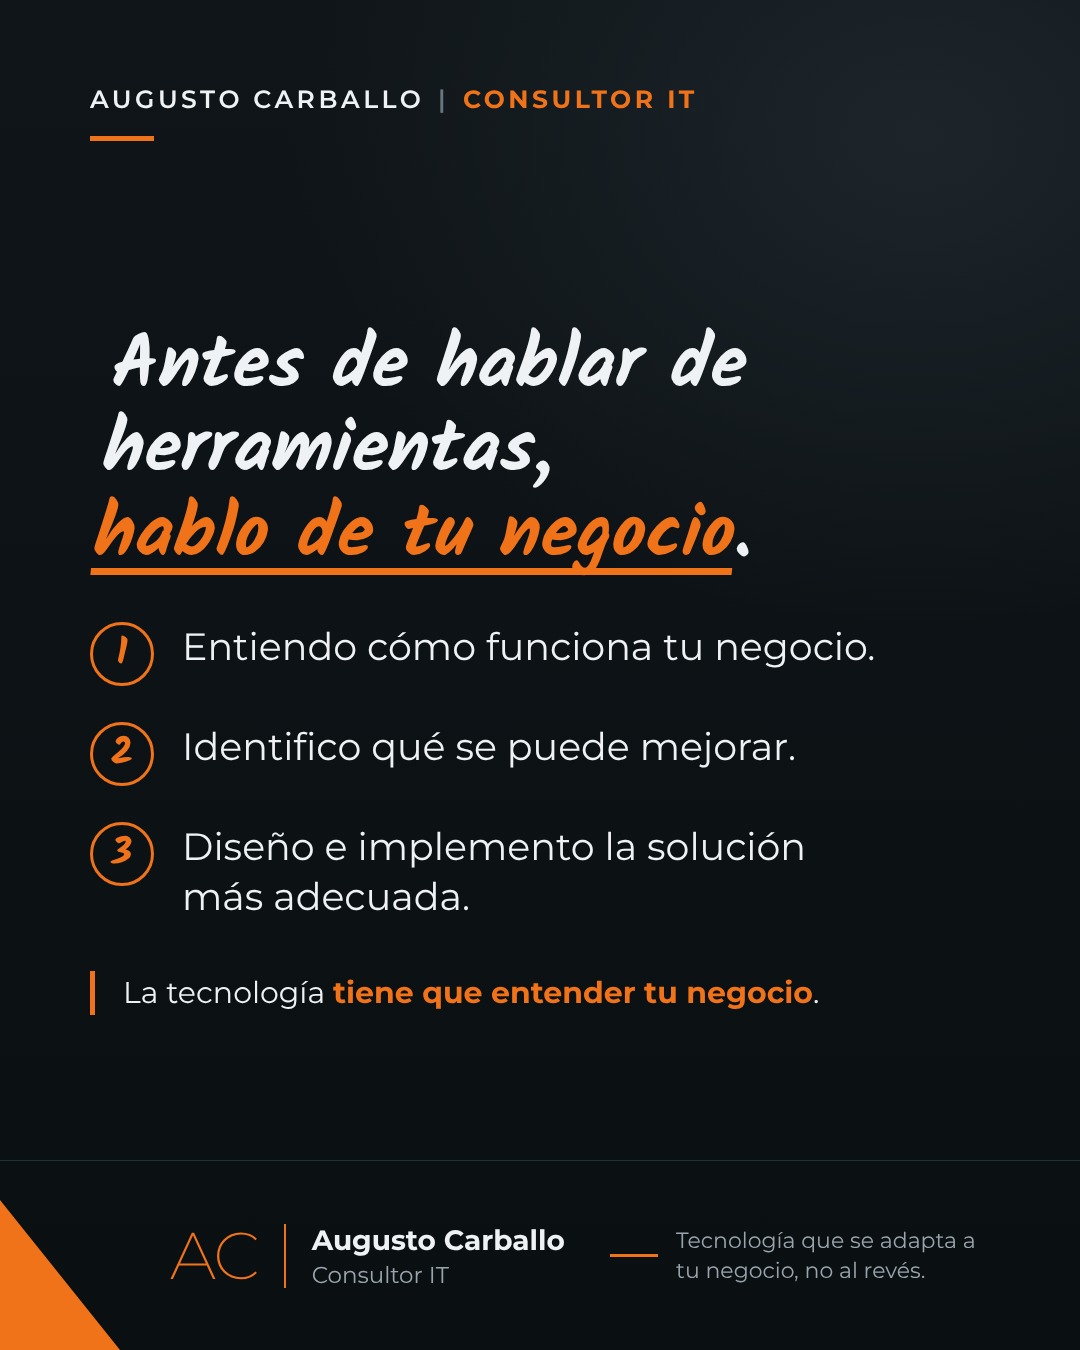 AUGUSTO CARBALLO | CONSULTOR IT
Antes de hablar de
herramientas,
hablo de tu negocio.
1 Entiendo cómo funciona tu negocio.
2 Identifico qué se puede mejorar.
3 Diseño e implemento la solución
más adecuada.
La tecnología tiene que entender tu negocio.
AC
Augusto Carballo
Consultor IT
Tecnología que se adapta a
tu negocio, no al revés.